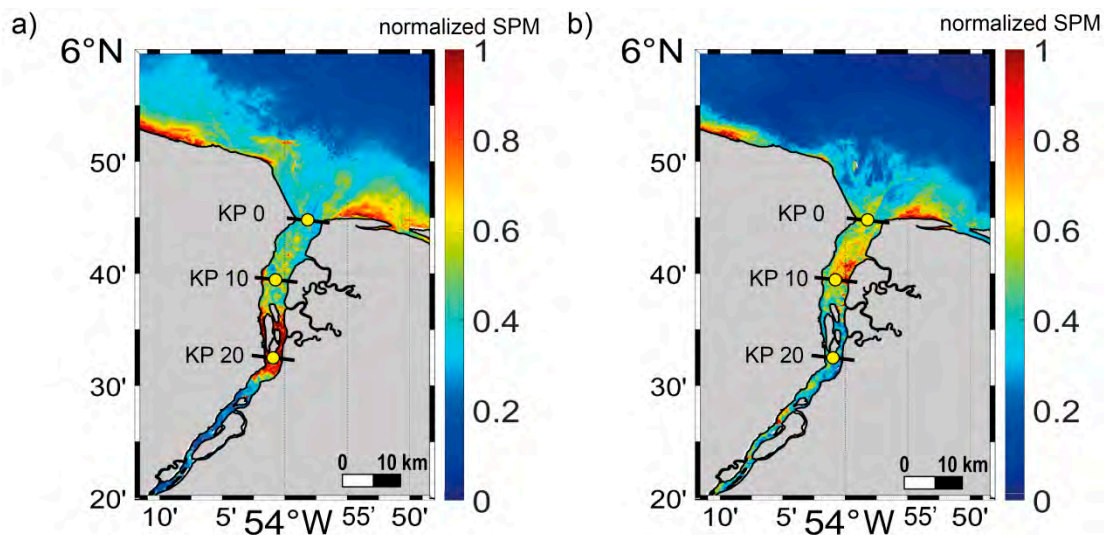 a)
normalized SPM
6°N
50'
40'
30'
20'
KP 0
KP 10
KP 20
0 10 km
10' 5' 54°W 55' 50'
1
0.8
0.6
0.4
0.2
0
b)
normalized SPM
6°N
50'
40'
30'
20'
KP 0
KP 10
KP 20
0 10 km
10' 5' 54°W 55' 50'
1
0.8
0.6
0.4
0.2
0